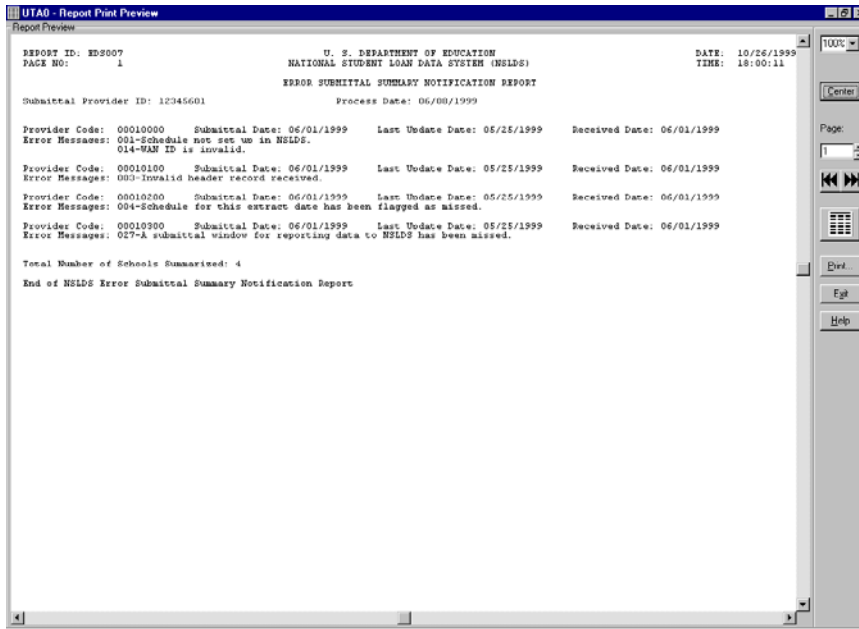 UTA0 - Report Print Preview
Report Preview
REPORT ID: EDS007 U. S. DEPARTMENT OF EDUCATION DATE: 10/26/1999
PAGE NO: 1 NATIONAL STUDENT LOAN DATA SYSTEM (NSLDS) TIME: 18:00:11
ERROR SUBMITTAL SUMMARY NOTIFICATION REPORT
Submittal Provider ID: 12345601 Process Date: 06/08/1999
Provider Code: 00010000 Submittal Date: 06/01/1999 Last Update Date: 05/25/1999 Received Date: 06/01/1999
Error Messages: 001-Schedule not set up in NSLDS.
014-WAN ID is invalid.
Provider Code: 00010100 Submittal Date: 06/01/1999 Last Update Date: 05/25/1999 Received Date: 06/01/1999
Error Messages: 003-Invalid header record received.
Provider Code: 00010200 Submittal Date: 06/01/1999 Last Update Date: 05/25/1999 Received Date: 06/01/1999
Error Messages: 004-Schedule for this extract date has been flagged as missed.
Provider Code: 00010300 Submittal Date: 06/01/1999 Last Update Date: 05/25/1999 Received Date: 06/01/1999
Error Messages: 027-A submittal window for reporting data to NSLDS has been missed.
Total Number of Schools Summarized: 4
End of NSLDS Error Submittal Summary Notification Report
100%
Center
Page:
1
Print...
Exit
Help